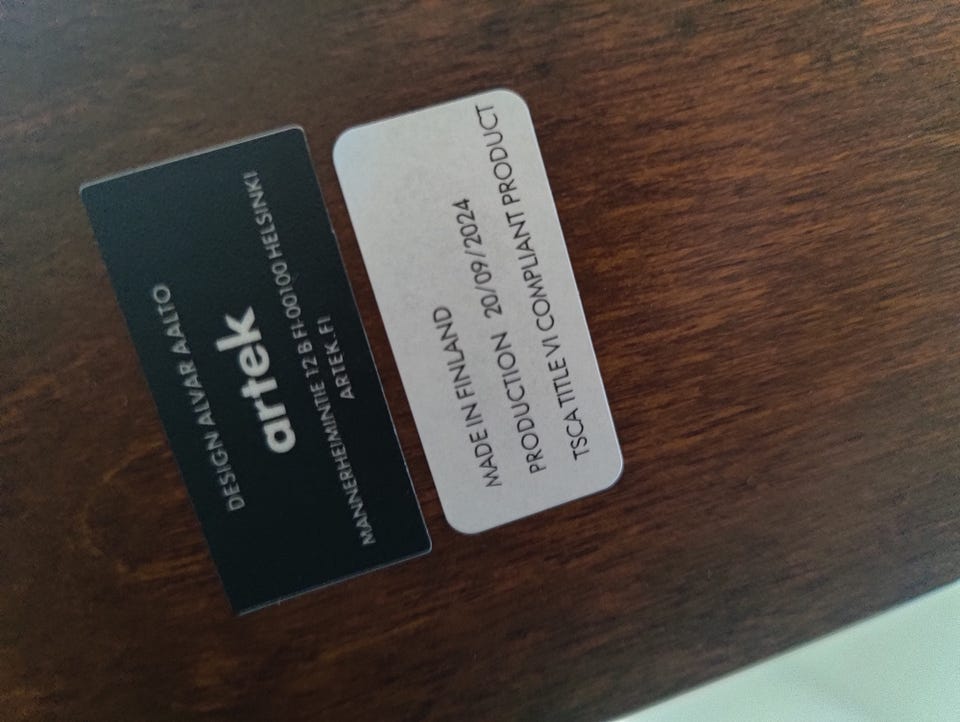 DESIGN ALVAR AALTO
artek
MANNERHEIMINTIE 12 B FI-00100 HELSINKI
ARTEK.FI
MADE IN FINLAND
PRODUCTION 20/09/2024
TSCA TITLE VI COMPLIANT PRODUCT